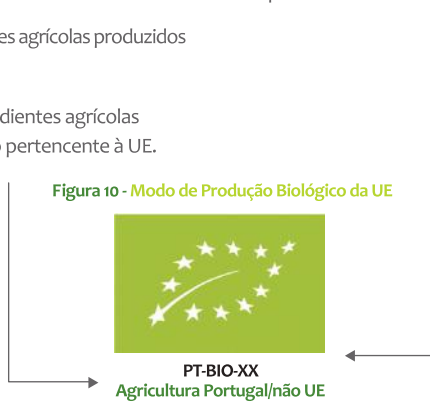 es agrícolas produzidos
dientes agrícolas
pertencente à UE.
Figura 10 - Modo de Produção Biológico da UE
PT-BIO-XX
Agricultura Portugal/não UE